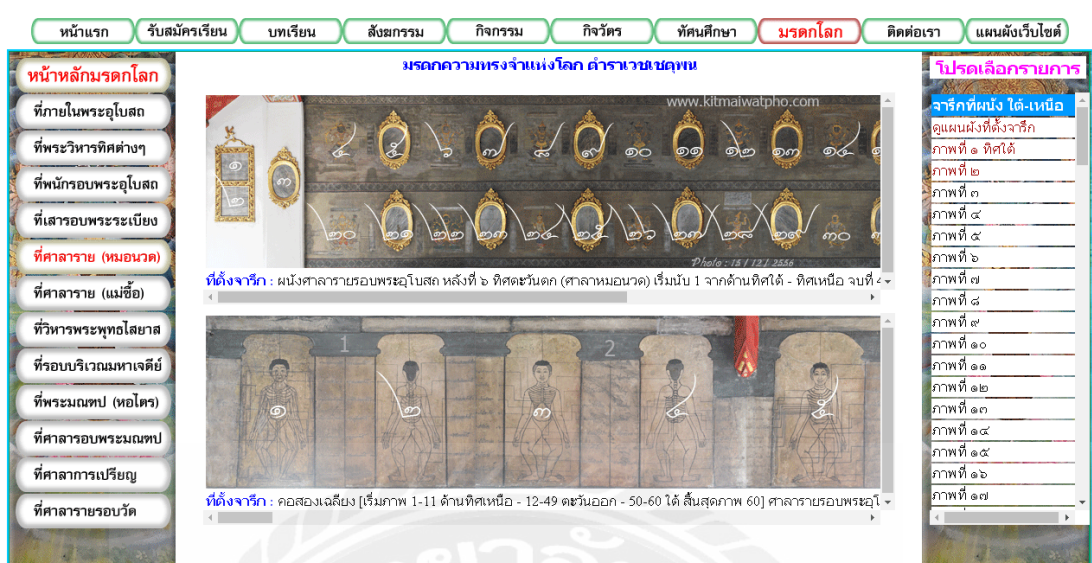 หน้าแรก
รับสมัครเรียน
บทเรียน
สังฆกรรม
กิจกรรม
กิจวัตร
ทัศนศึกษา
มรดกโลก
ติดต่อเรา
แผนผังเว็บไซต์
หน้าหลักมรดกโลก
ที่ภายในพระอุโบสถ
ที่พระวิหารทิศต่างๆ
ที่พนักรอบพระอุโบสถ
ที่เสารอบพระระเบียง
ที่ศาลาราย (หมอนวด)
ที่ศาลาราย (แม่ซื้อ)
ที่วิหารพระพุทธไสยาส
ที่รอบบริเวณมหาเจดีย์
ที่พระมณฑป (หอไตร)
ที่ศาลารอบพระมณฑป
ที่ศาลาการเปรียญ
ที่ศาลารายรอบวัด
มรดกความทรงจำแห่งโลก ตำราเวชเชตุพน
www.kitmaiwatpho.com
๑ ๒ ๓ ๔ ๕ ๖ ๗ ๘ ๙ ๑๐ ๑๑ ๑๒ ๑๓ ๑๔
๒๐ ๒๑ ๒๒ ๒๓ ๒๔ ๒๕ ๒๖ ๒๗ ๒๘ ๒๙ ๓๐
Photo : 15 / 12 / 2556
ที่ตั้งจารึก : ผนังศาลารายรอบพระอุโบสถ หลังที่ ๖ ทิศตะวันตก (ศาลาหมอนวด) เริ่มนับ 1 จากด้านทิศใต้ - ทิศเหนือ จบที่
1 2
๑ ๒ ๓ ๔ ๕
ที่ตั้งจารึก : คอสองเฉลียง [เริ่มภาพ 1-11 ด้านทิศเหนือ - 12-49 ตะวันออก - 50-60 ใต้ สิ้นสุดภาพ 60] ศาลารายรอบพระอุโ
โปรดเลือกรายการ
จารึกที่ผนัง ใต้-เหนือ
ดูแผนผังที่ตั้งจารึก
ภาพที่ ๑ ทิศใต้
ภาพที่ ๒
ภาพที่ ๓
ภาพที่ ๔
ภาพที่ ๕
ภาพที่ ๖
ภาพที่ ๗
ภาพที่ ๘
ภาพที่ ๙
ภาพที่ ๑๐
ภาพที่ ๑๑
ภาพที่ ๑๒
ภาพที่ ๑๓
ภาพที่ ๑๔
ภาพที่ ๑๕
ภาพที่ ๑๖
ภาพที่ ๑๗